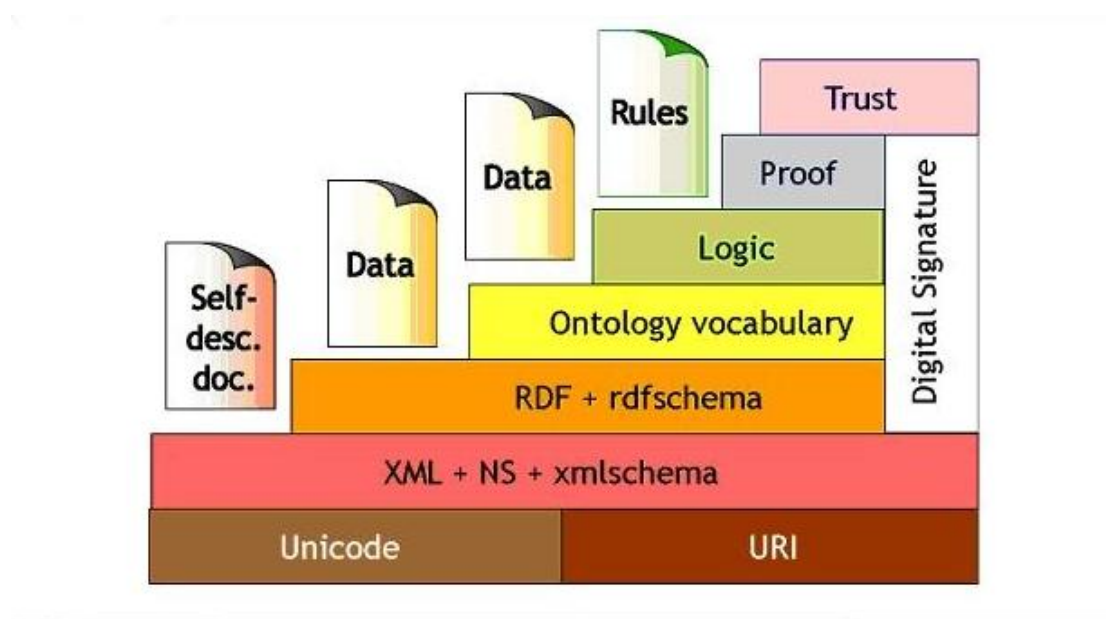 Rules
Trust
Data
Proof
Data
Logic
Self-
desc.
doc.
Ontology vocabulary
Digital Signature
RDF + rdfschema
XML + NS + xmlschema
Unicode
URI